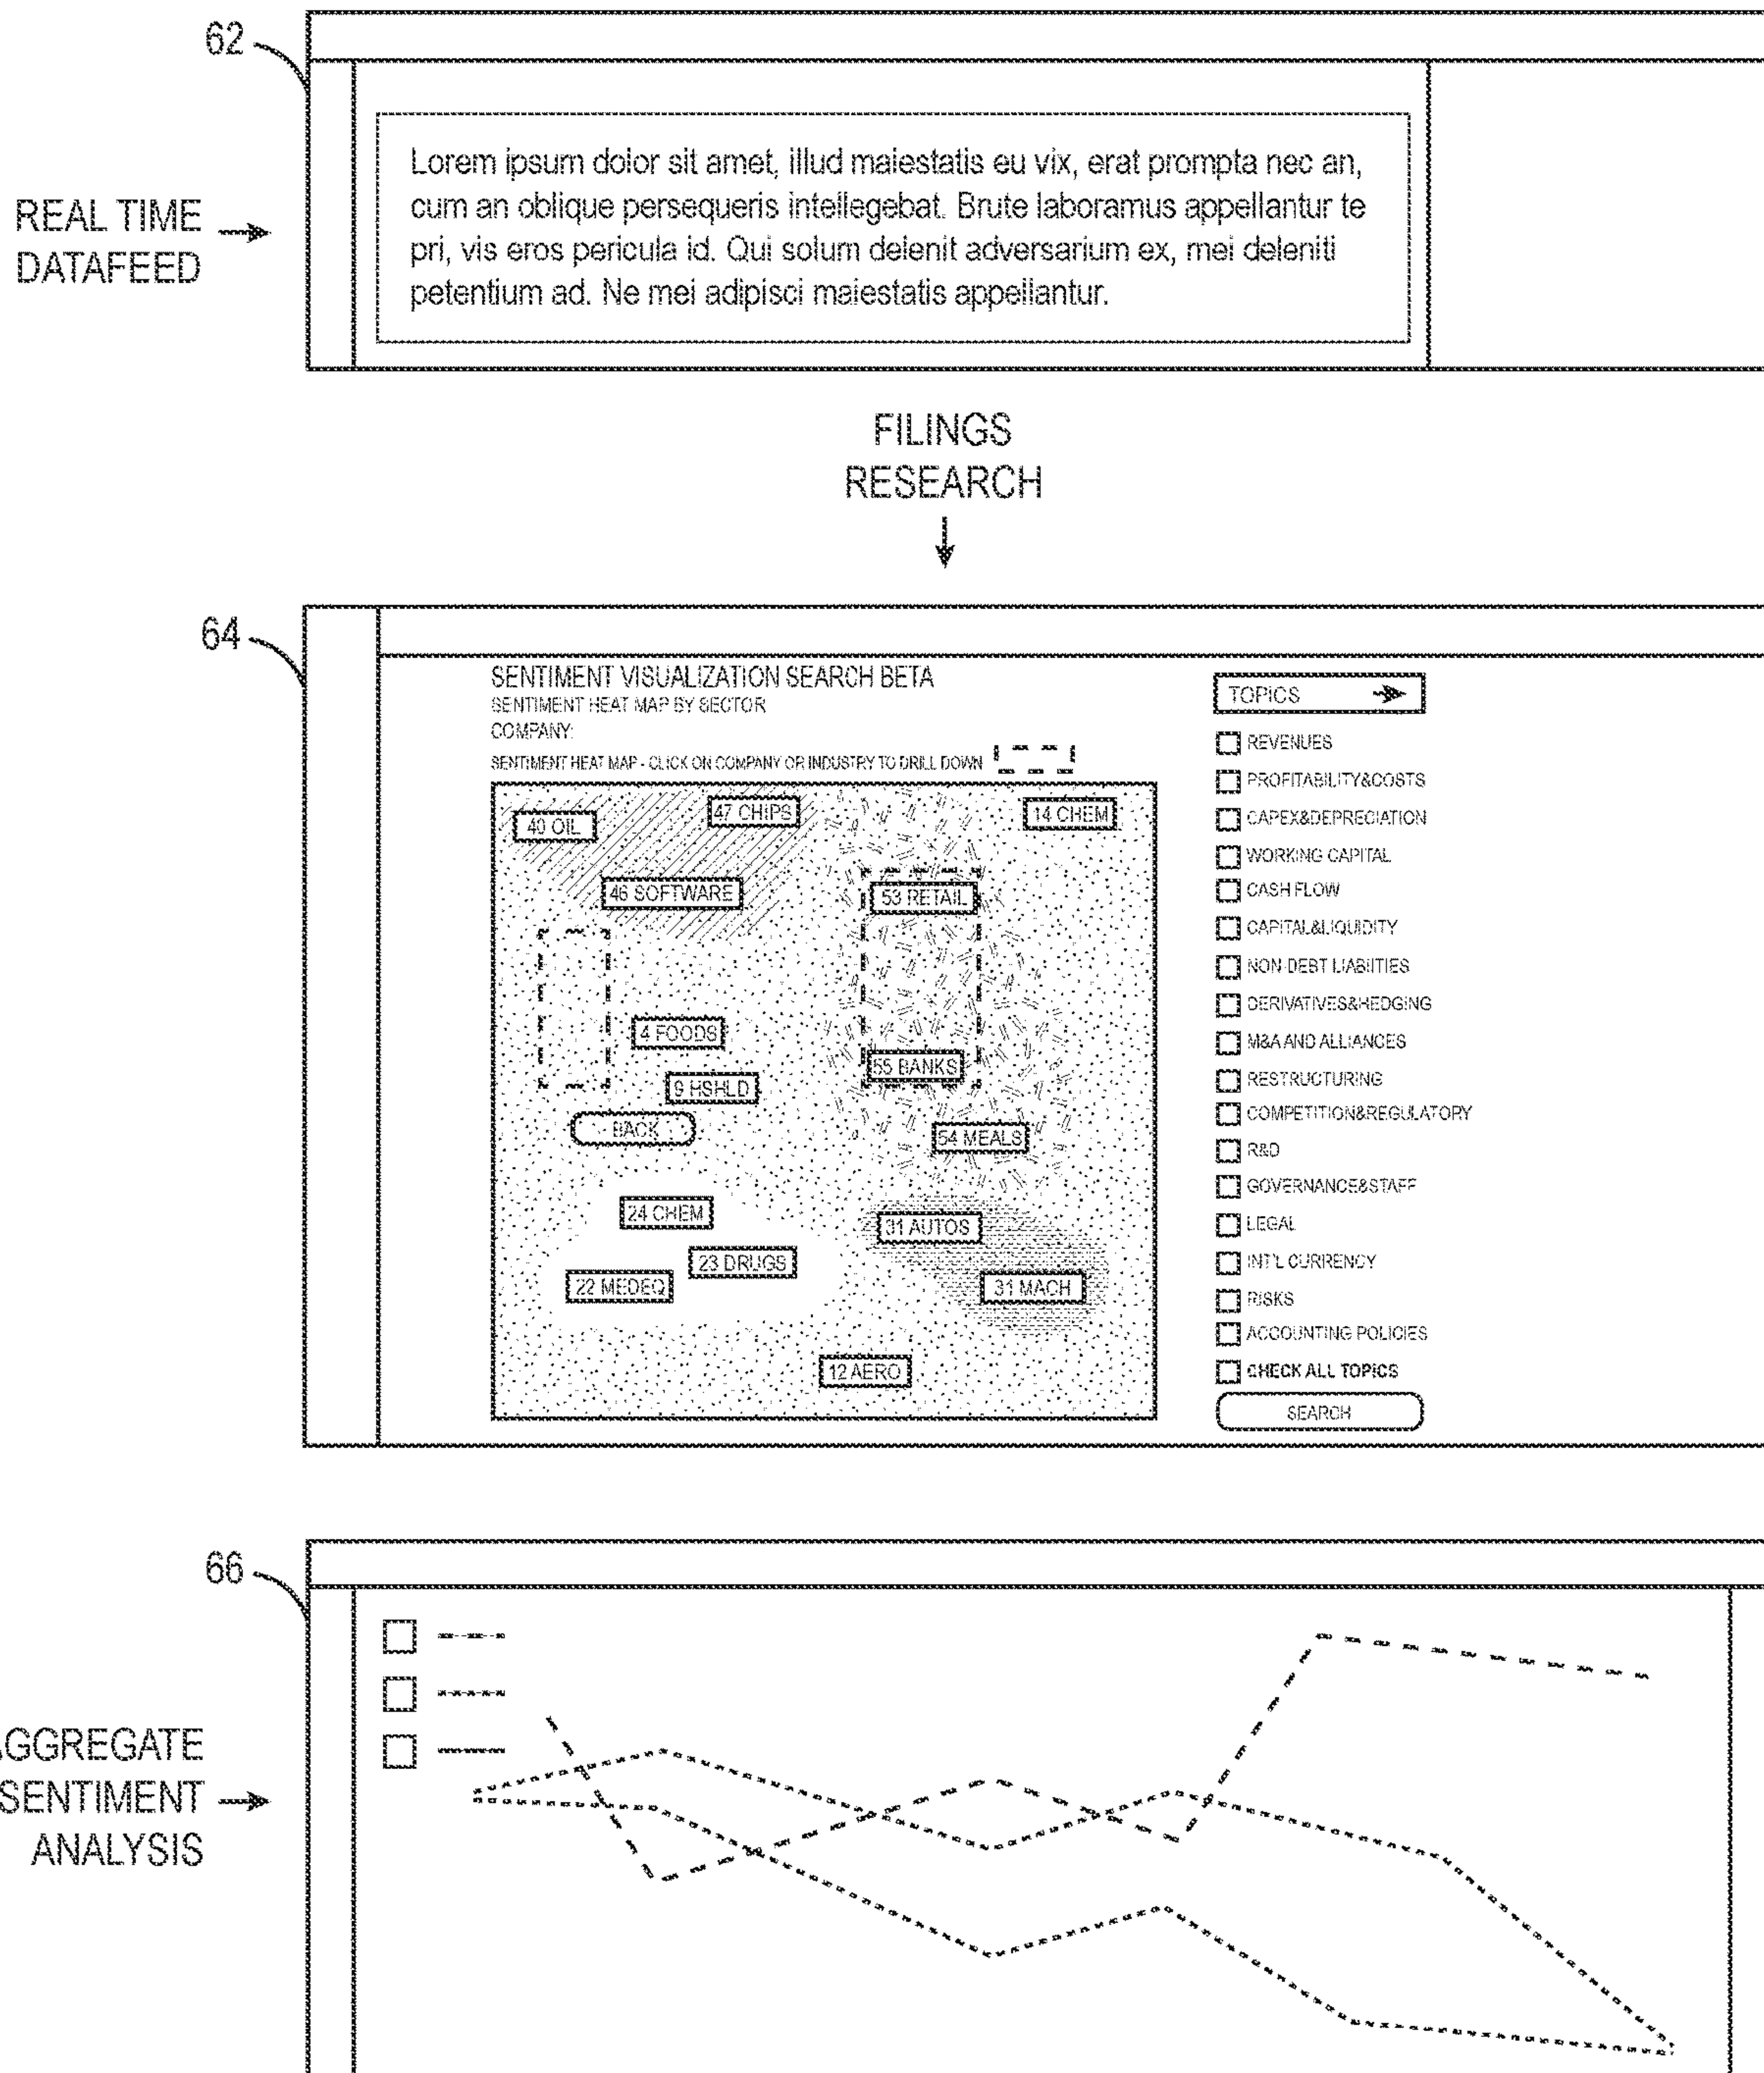 62
REAL TIME
DATAFEED
Lorem ipsum dolor sit amet, illud maiestatis eu vix, erat prompta nec an,
cum an oblique persequeris intellegebat. Brute laboramus appellantur te
pri, vis eros pericula id. Qui solum delenit adversarium ex, mei deleniti
petentium ad. Ne mei adipisci maiestatis appellantur.
FILINGS
RESEARCH
64
SENTIMENT VISUALIZATION SEARCH BETA
SENTIMENT HEAT MAP BY SECTOR
COMPANY:
SENTIMENT HEAT MAP - CLICK ON COMPANY OR INDUSTRY TO DRILL DOWN
40 OIL
47 CHIPS
14 CHEM
46 SOFTWARE
53 RETAIL
4 FOODS
55 BANKS
9 HSHLD
BACK
54 MEALS
24 CHEM
31 AUTOS
23 DRUGS
22 MEDEQ
31 MACH
12 AERO
TOPICS
REVENUES
PROFITABILITY&COSTS
CAPEX&DEPRECIATION
WORKING CAPITAL
CASH FLOW
CAPITAL&LIQUIDITY
NON-DEBT LIABIITIES
DERIVATIVES&HEDGING
M&A AND ALLIANCES
RESTRUCTURING
COMPETITION&REGULATORY
R&D
GOVERNANCE&STAFF
LEGAL
INT'L CURRENCY
RISKS
ACCOUNTING POLICIES
CHECK ALL TOPICS
SEARCH
66
AGGREGATE
SENTIMENT
ANALYSIS